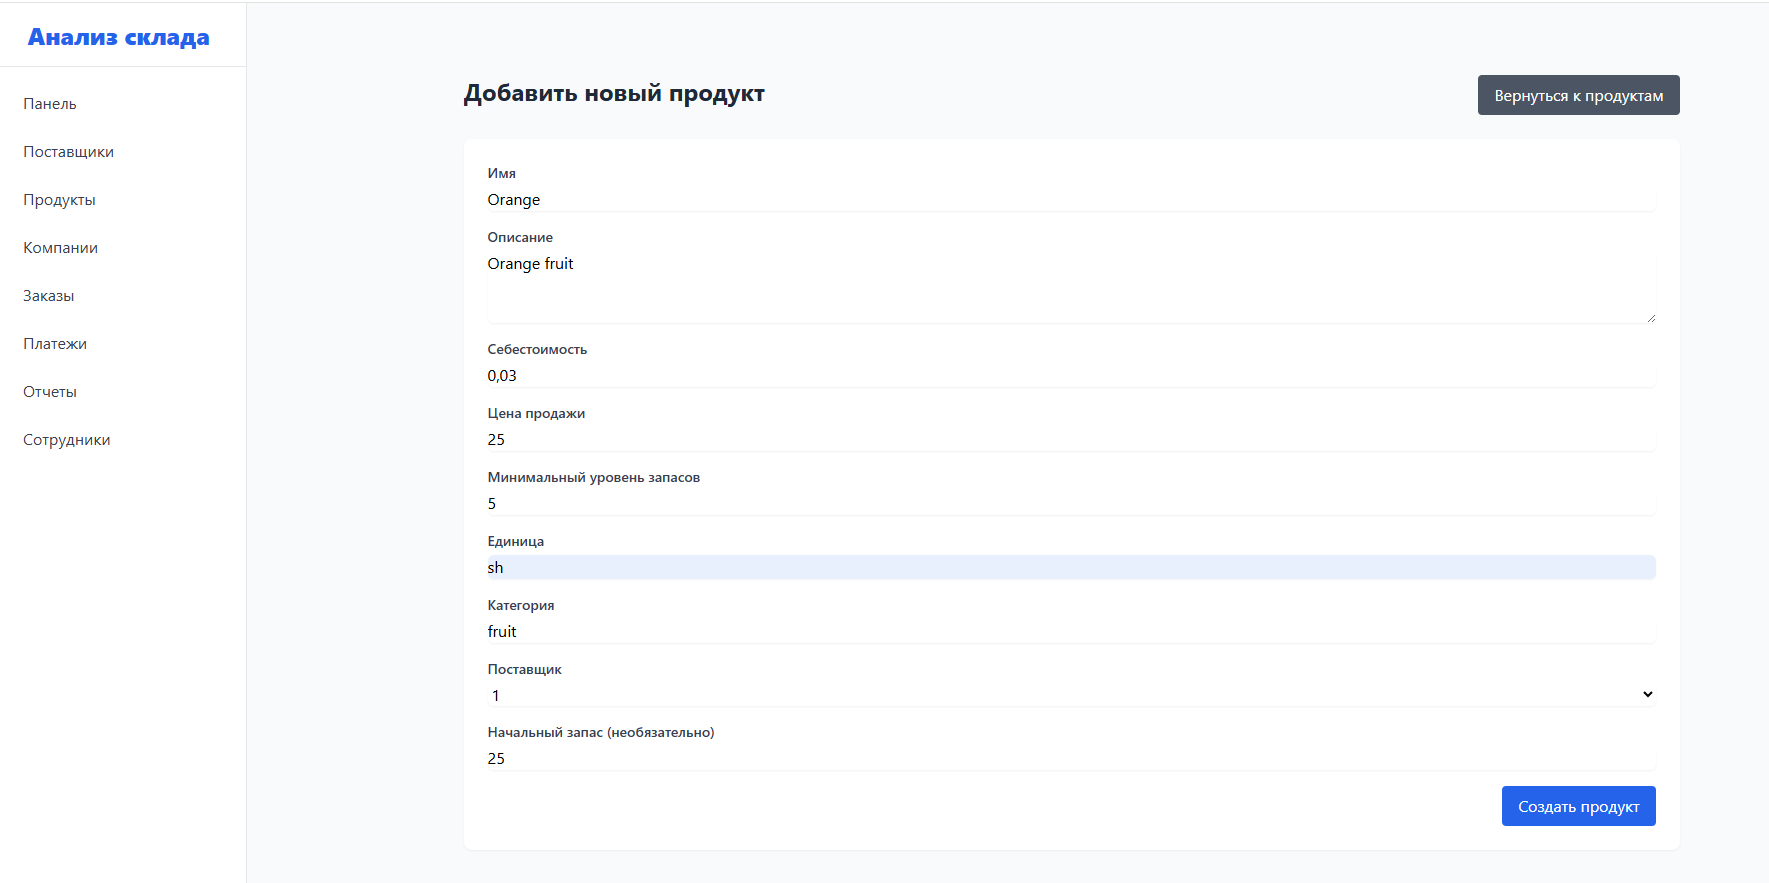 Анализ склада
Панель
Поставщики
Продукты
Компании
Заказы
Платежи
Отчеты
Сотрудники
Добавить новый продукт
Вернуться к продуктам
Имя
Orange
Описание
Orange fruit
Себестоимость
0,03
Цена продажи
25
Минимальный уровень запасов
5
Единица
sh
Категория
fruit
Поставщик
1
Начальный запас (необязательно)
25
Создать продукт